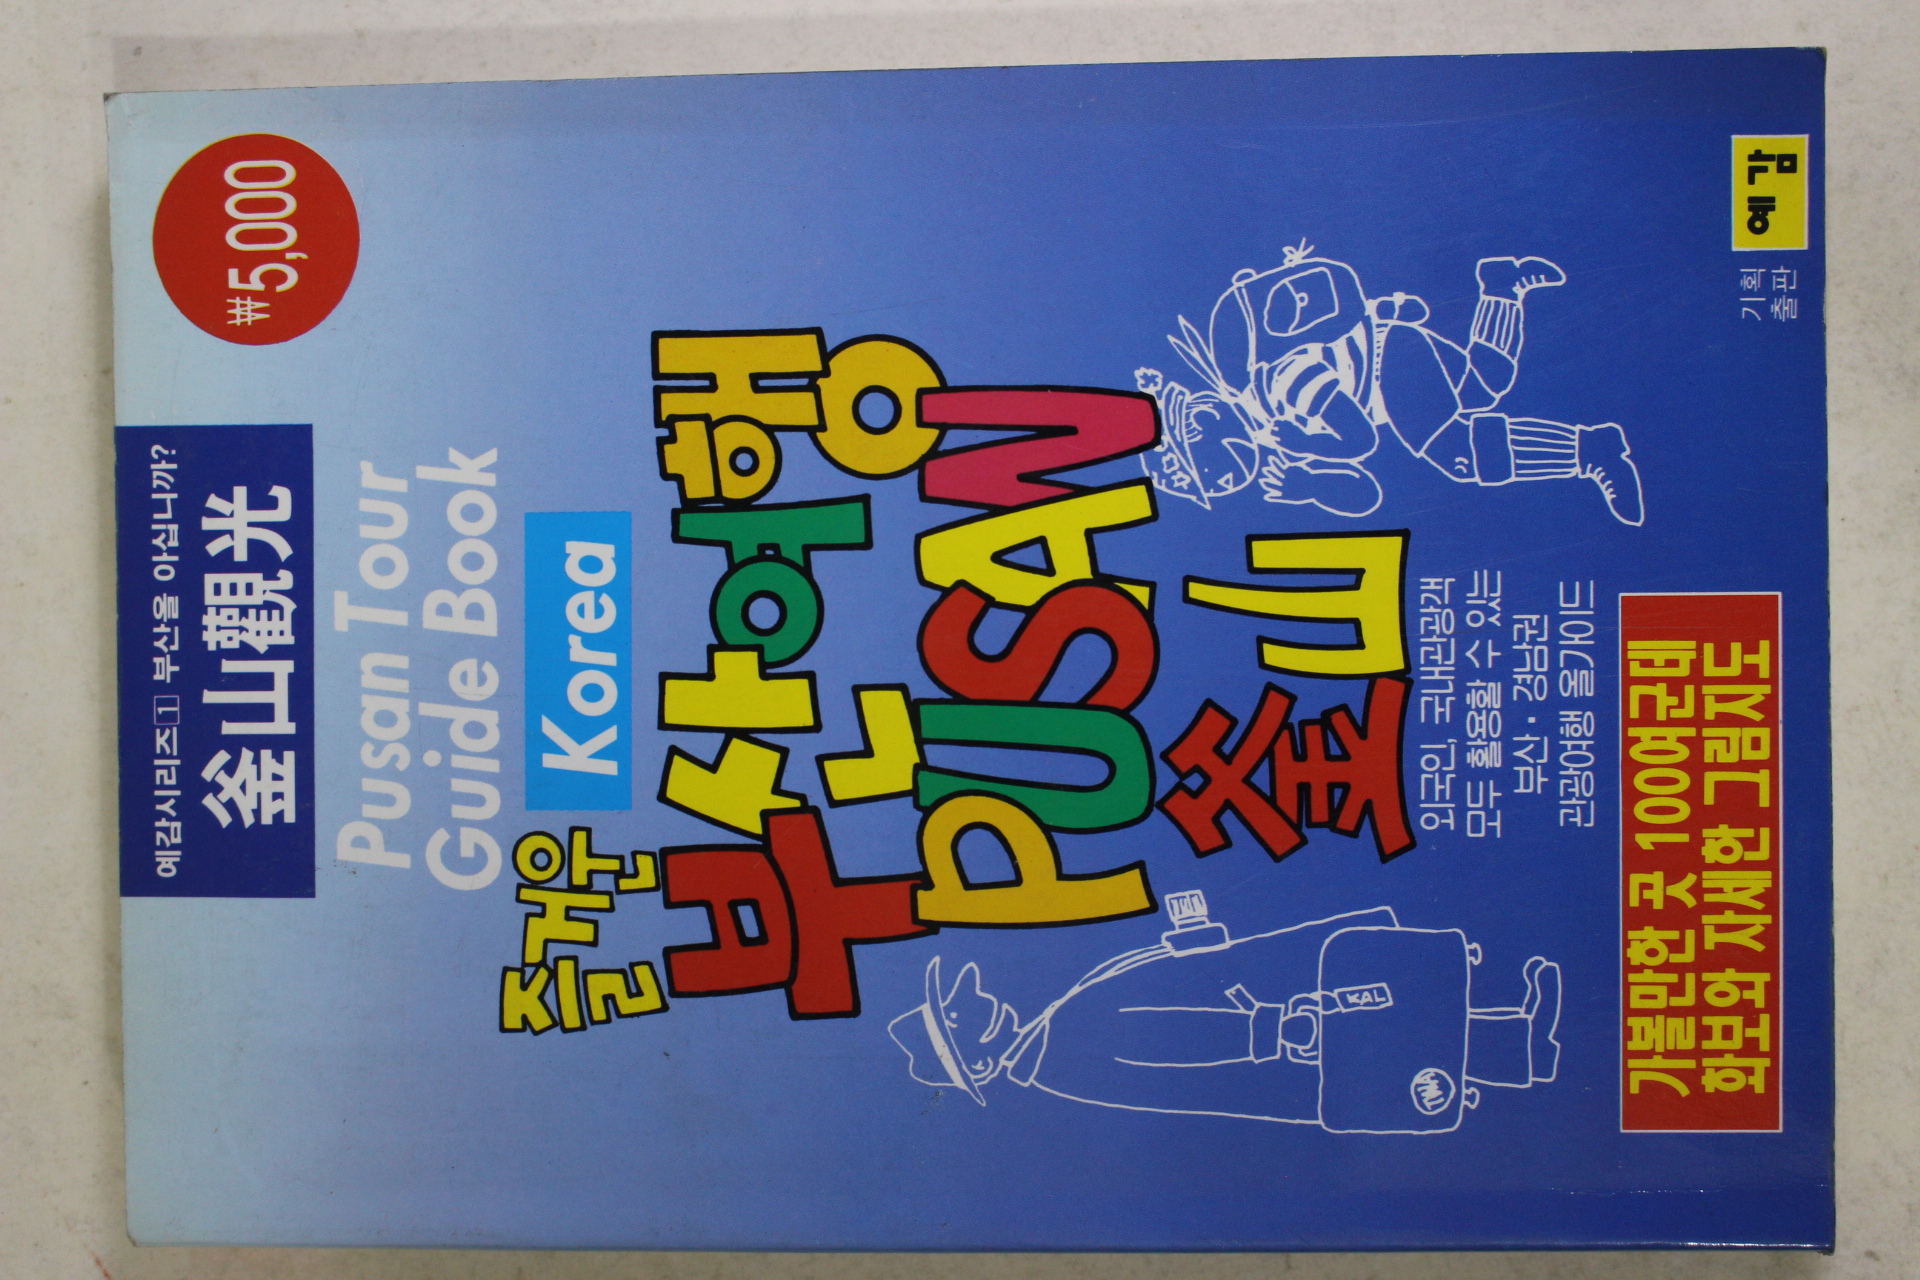 예감시리즈 1 부산을 아십니까?
釜山觀光
₩5,000
Pusan Tour
Guide Book
Korea
즐거운
부산여행
PUSAN
釜山
외국인, 국내관광객
모두 활용할 수 있는
부산·경남권
관광여행 올가이드
KAL
TWA
가볼만한 곳 100여군데
화보와 자세한 그림지도
기획
출판
예감